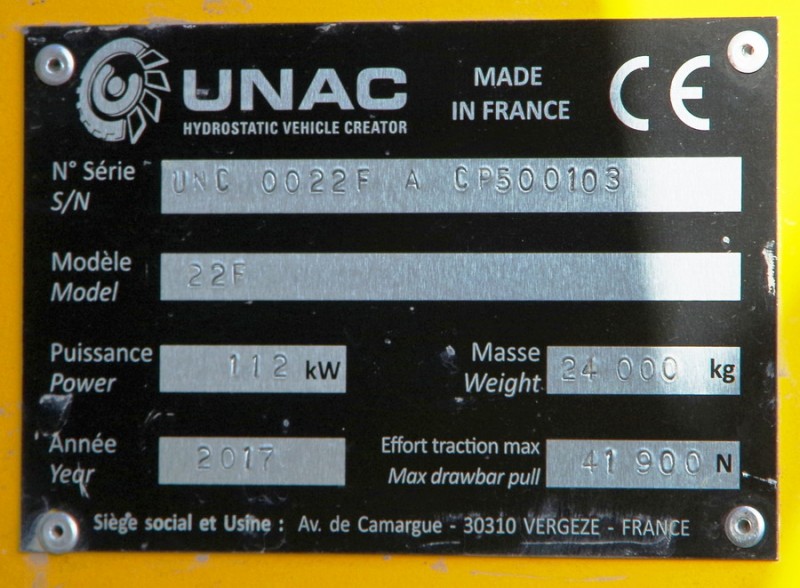 UNAC
HYDROSTATIC VEHICLE CREATOR
MADE
IN FRANCE
CE
N° Série
S/N
UNC 0022F A CP500103
Modèle
Model
22F
Puissance
Power
112 kW
Masse
Weight
24 000 kg
Année
Year
2017
Effort traction max
Max drawbar pull
41 900 N
Siège social et Usine : Av. de Camargue - 30310 VERGEZE - FRANCE